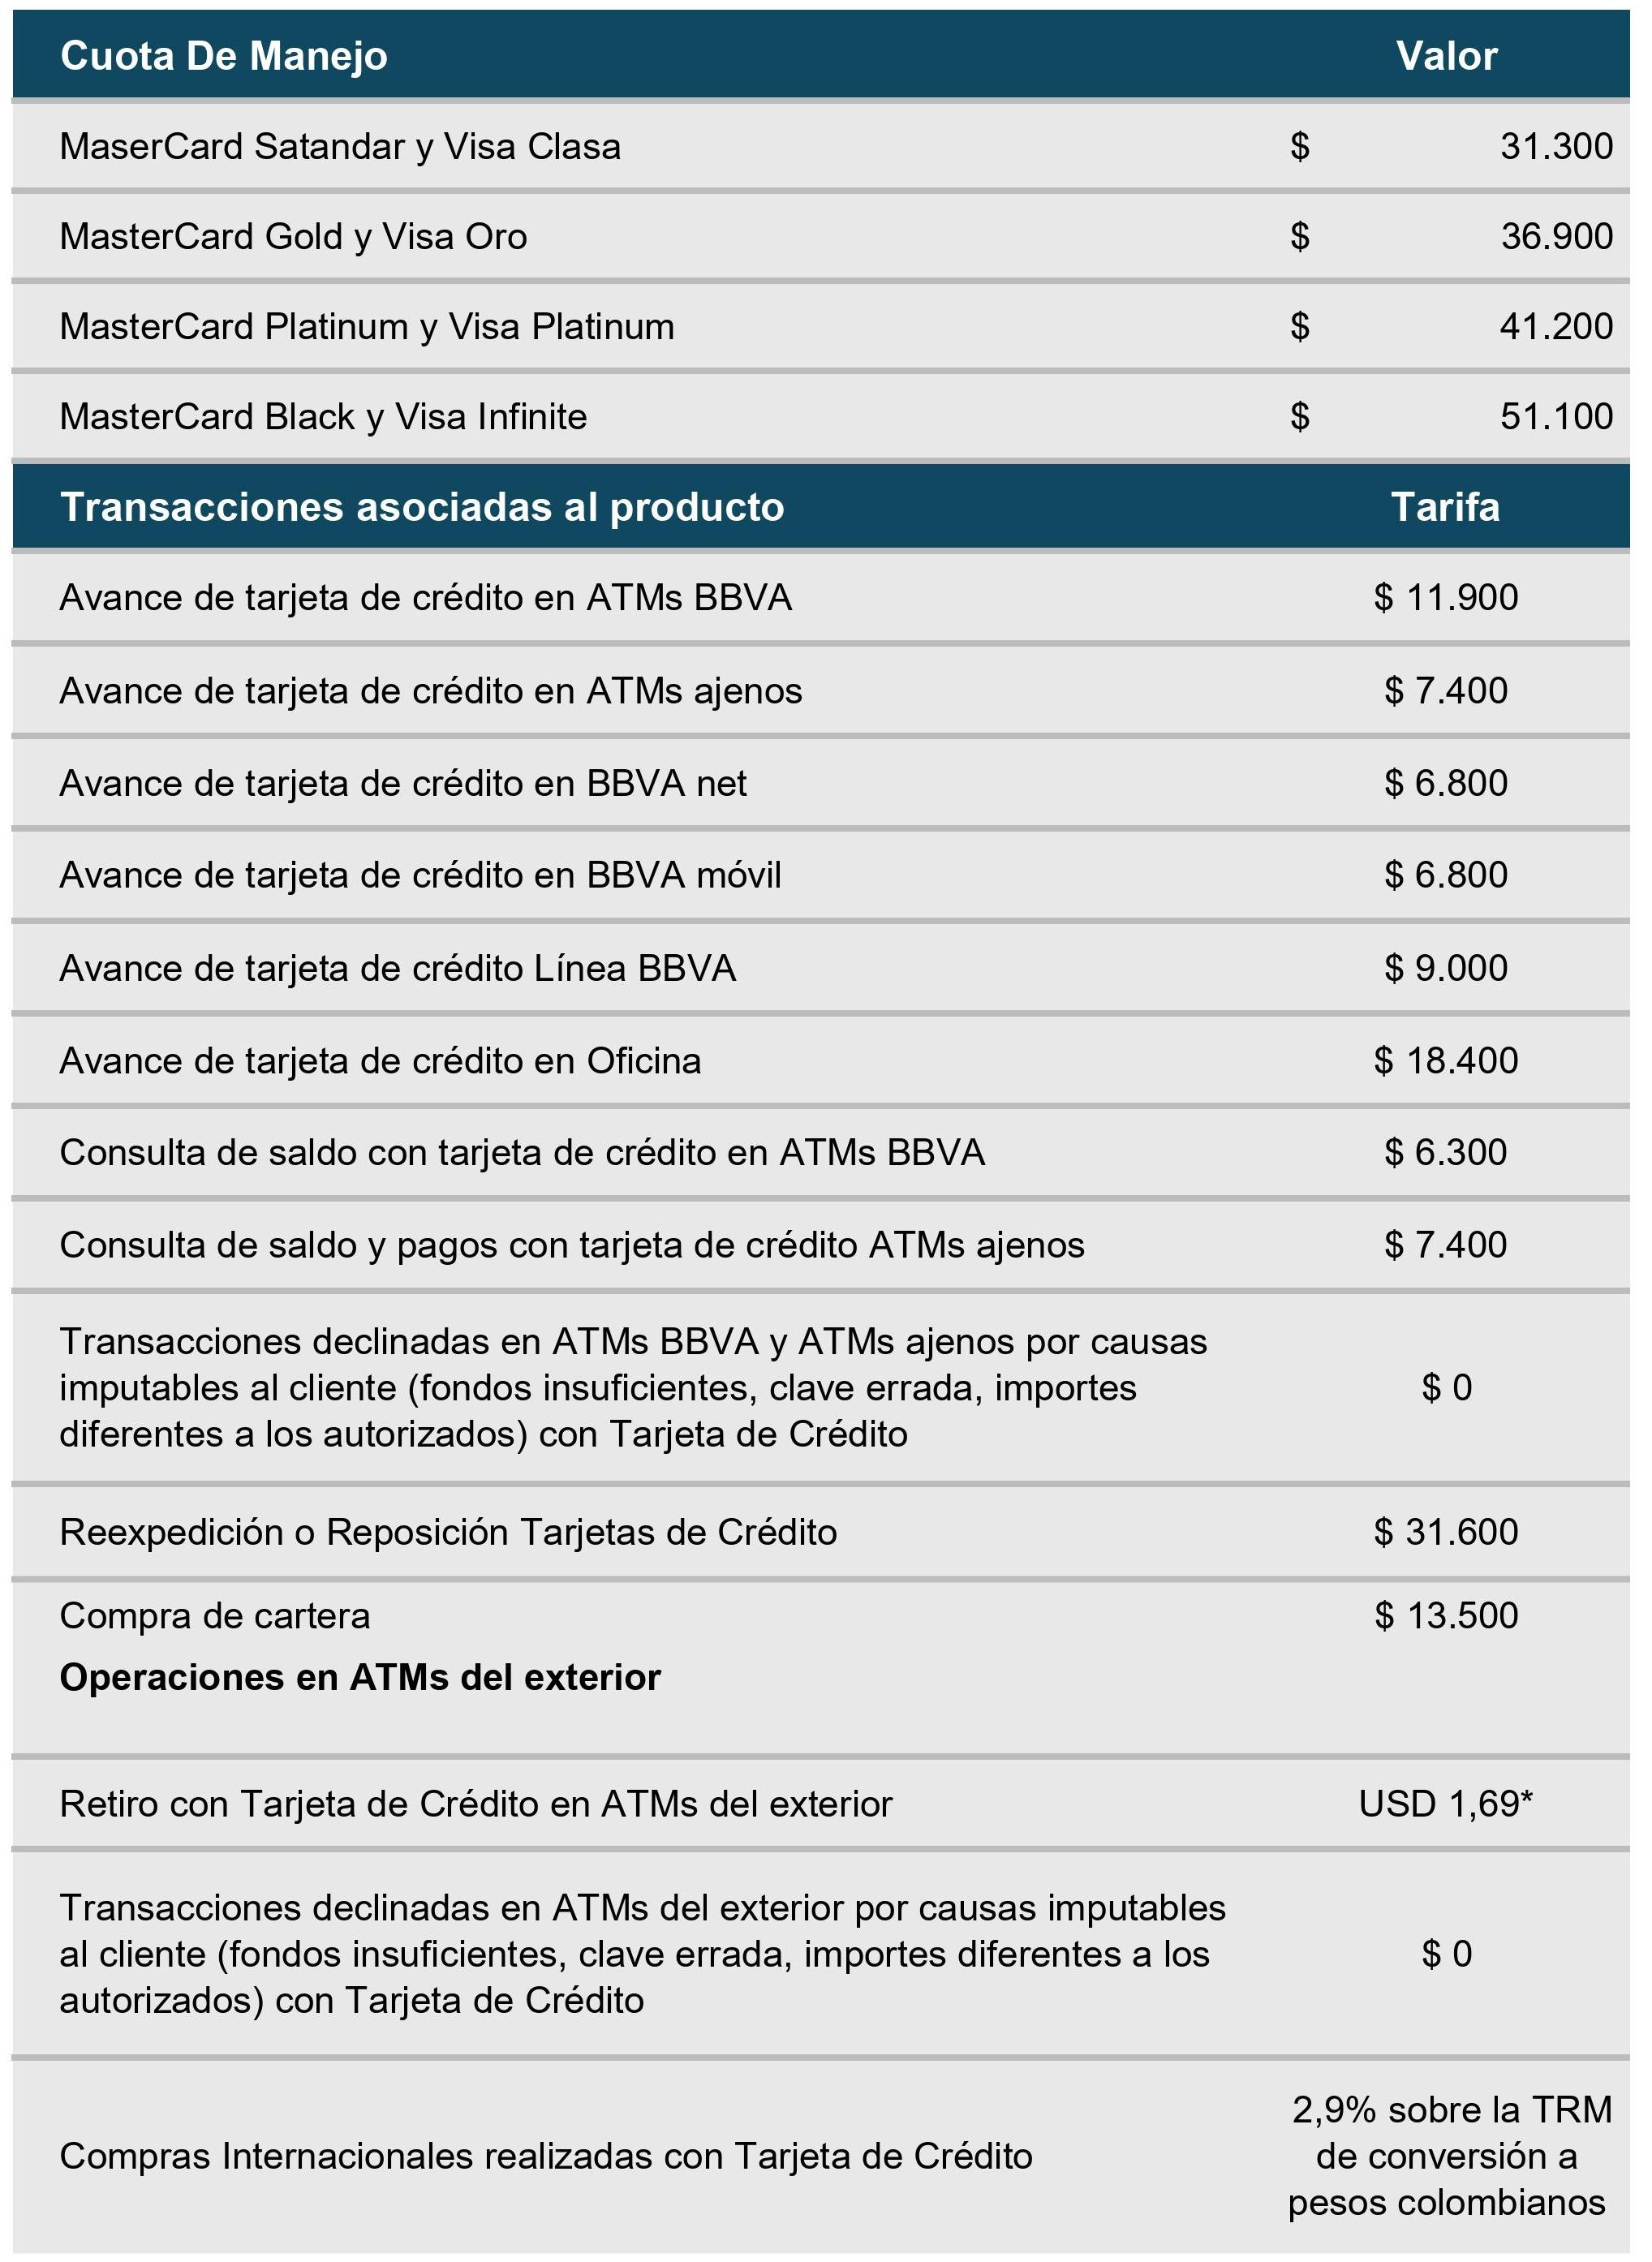 Cuota De Manejo Valor
MaserCard Satandar y Visa Clasa $ 31.300
MasterCard Gold y Visa Oro $ 36.900
MasterCard Platinum y Visa Platinum $ 41.200
MasterCard Black y Visa Infinite $ 51.100
Transacciones asociadas al producto Tarifa
Avance de tarjeta de crédito en ATMs BBVA $ 11.900
Avance de tarjeta de crédito en ATMs ajenos $ 7.400
Avance de tarjeta de crédito en BBVA net $ 6.800
Avance de tarjeta de crédito en BBVA móvil $ 6.800
Avance de tarjeta de crédito Línea BBVA $ 9.000
Avance de tarjeta de crédito en Oficina $ 18.400
Consulta de saldo con tarjeta de crédito en ATMs BBVA $ 6.300
Consulta de saldo y pagos con tarjeta de crédito ATMs ajenos $ 7.400
Transacciones declinadas en ATMs BBVA y ATMs ajenos por causas
imputables al cliente (fondos insuficientes, clave errada, importes $ 0
diferentes a los autorizados) con Tarjeta de Crédito
Reexpedición o Reposición Tarjetas de Crédito $ 31.600
Compra de cartera $ 13.500
Operaciones en ATMs del exterior
Retiro con Tarjeta de Crédito en ATMs del exterior USD 1,69*
Transacciones declinadas en ATMs del exterior por causas imputables
al cliente (fondos insuficientes, clave errada, importes diferentes a los $ 0
autorizados) con Tarjeta de Crédito
2,9% sobre la TRM
Compras Internacionales realizadas con Tarjeta de Crédito de conversión a
pesos colombianos